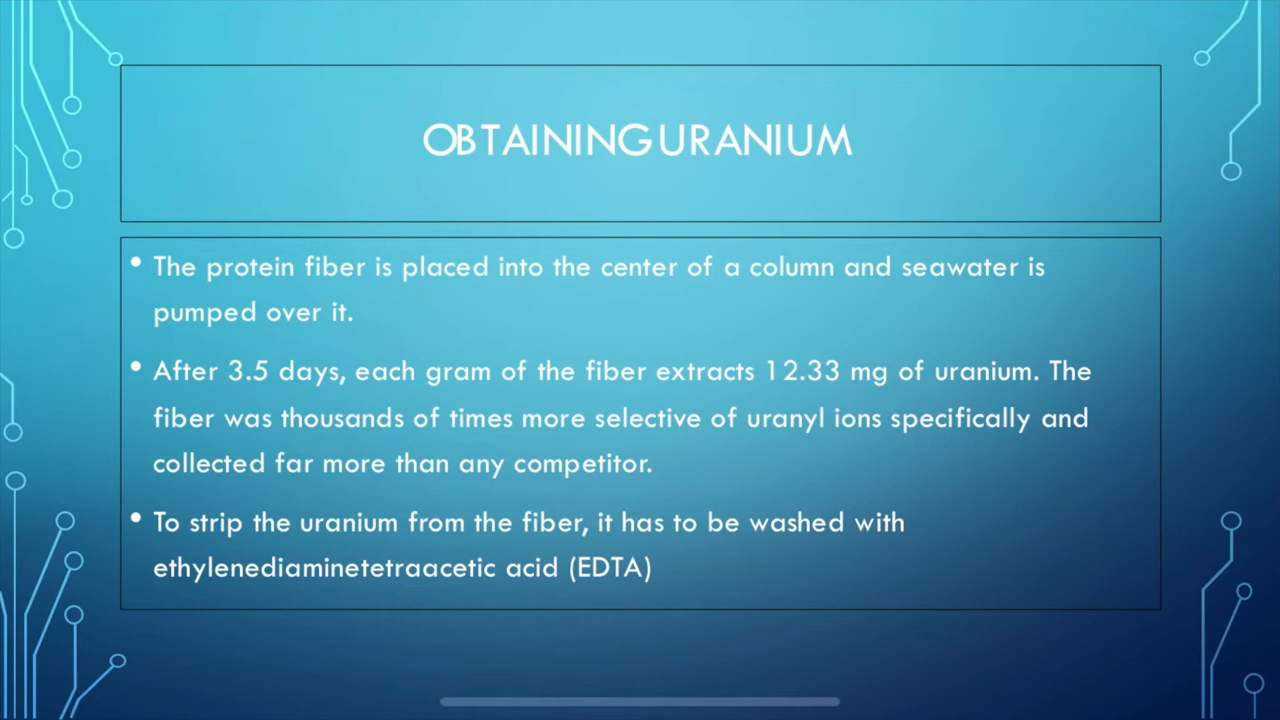 OBTAINING URANIUM
• The protein fiber is placed into the center of a column and seawater is
pumped over it.
• After 3.5 days, each gram of the fiber extracts 12.33 mg of uranium. The
fiber was thousands of times more selective of uranyl ions specifically and
collected far more than any competitor.
• To strip the uranium from the fiber, it has to be washed with
ethylenediaminetetraacetic acid (EDTA)